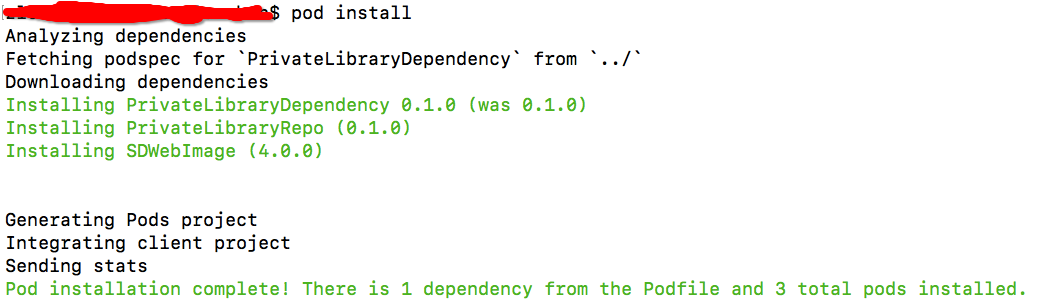 $ pod install
Analyzing dependencies
Fetching podspec for `PrivateLibraryDependency` from `../`
Downloading dependencies
Installing PrivateLibraryDependency 0.1.0 (was 0.1.0)
Installing PrivateLibraryRepo (0.1.0)
Installing SDWebImage (4.0.0)
Generating Pods project
Integrating client project
Sending stats
Pod installation complete! There is 1 dependency from the Podfile and 3 total pods installed.